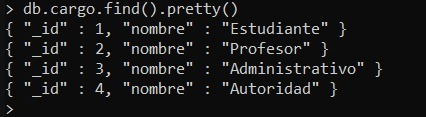 > db.cargo.find().pretty()
{ "_id" : 1, "nombre" : "Estudiante" }
{ "_id" : 2, "nombre" : "Profesor" }
{ "_id" : 3, "nombre" : "Administrativo" }
{ "_id" : 4, "nombre" : "Autoridad" }
>